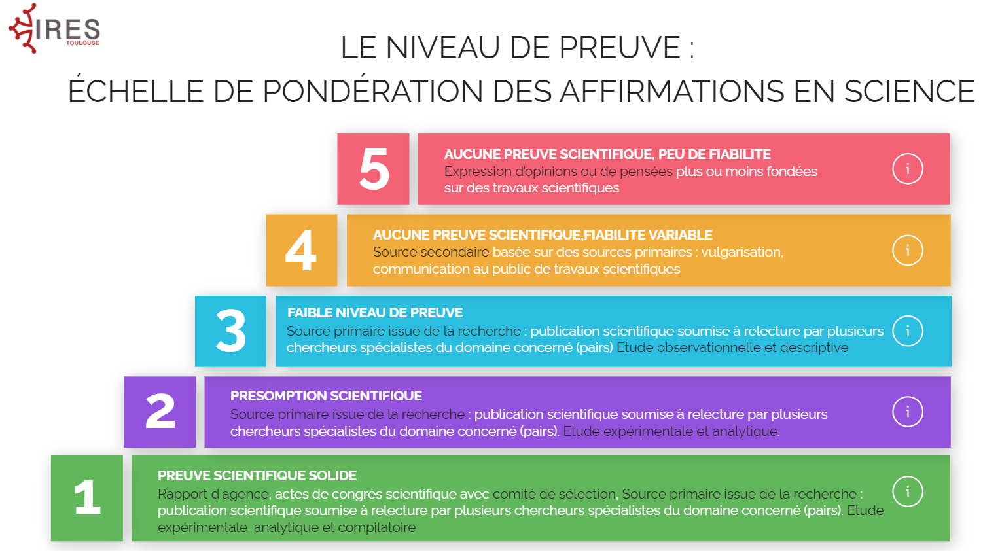 IRES
TOULOUSE
LE NIVEAU DE PREUVE :
ÉCHELLE DE PONDÉRATION DES AFFIRMATIONS EN SCIENCE
5
AUCUNE PREUVE SCIENTIFIQUE, PEU DE FIABILITE
Expression d'opinions ou de pensées plus ou moins fondées
sur des travaux scientifiques
i
4
AUCUNE PREUVE SCIENTIFIQUE,FIABILITE VARIABLE
Source secondaire basée sur des sources primaires : vulgarisation,
communication au public de travaux scientifiques
i
3
FAIBLE NIVEAU DE PREUVE
Source primaire issue de la recherche : publication scientifique soumise à relecture par plusieurs
chercheurs spécialistes du domaine concerné (pairs) Etude observationnelle et descriptive
i
2
PRESOMPTION SCIENTIFIQUE
Source primaire issue de la recherche : publication scientifique soumise à relecture par plusieurs
chercheurs spécialistes du domaine concerné (pairs). Etude expérimentale et analytique.
i
1
PREUVE SCIENTIFIQUE SOLIDE
Rapport d'agence, actes de congrès scientifique avec comité de sélection, Source primaire issue de la recherche :
publication scientifique soumise à relecture par plusieurs chercheurs spécialistes du domaine concerné (pairs). Etude
expérimentale, analytique et compilatoire
i